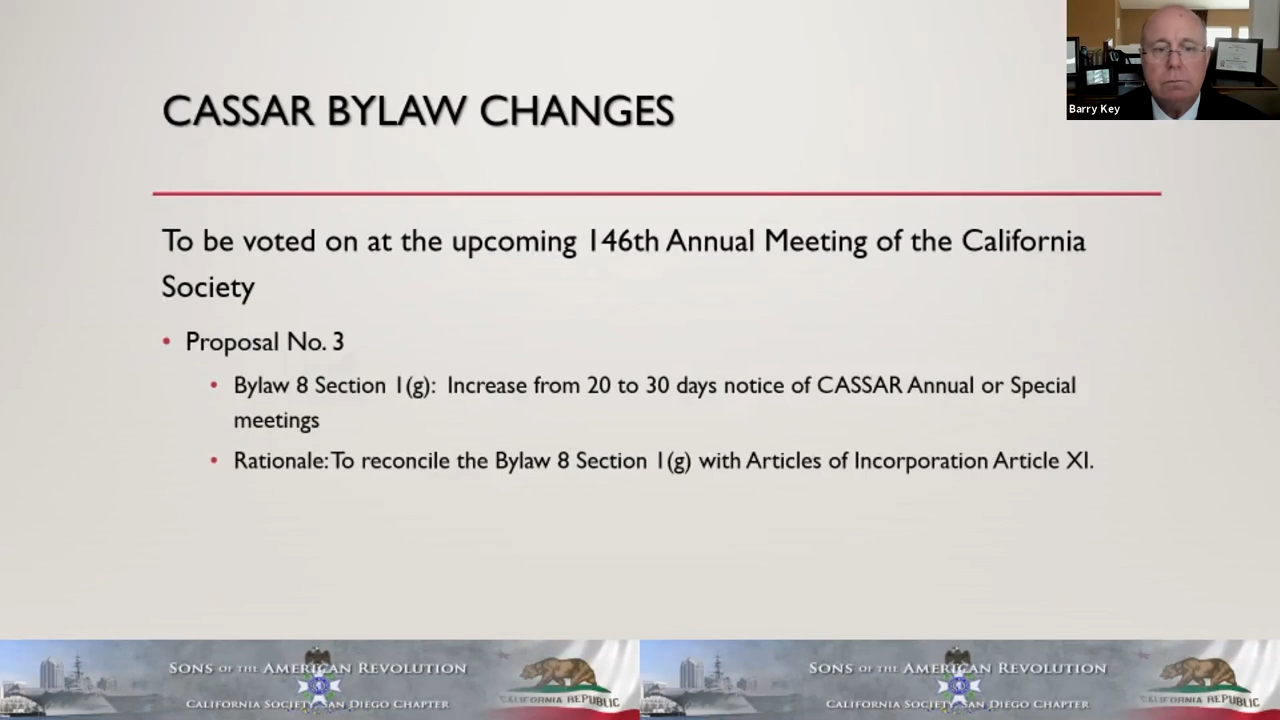 CASSAR BYLAW CHANGES
Barry Key
To be voted on at the upcoming 146th Annual Meeting of the California
Society
• Proposal No. 3
• Bylaw 8 Section 1(g): Increase from 20 to 30 days notice of CASSAR Annual or Special
meetings
• Rationale: To reconcile the Bylaw 8 Section 1(g) with Articles of Incorporation Article XI.
SONS OF THE AMERICAN REVOLUTION
CALIFORNIA SOCIETY SAN DIEGO CHAPTER
CALIFORNIA REPUBLIC
SONS OF THE AMERICAN REVOLUTION
CALIFORNIA SOCIETY SAN DIEGO CHAPTER
CALIFORNIA REPUBLIC